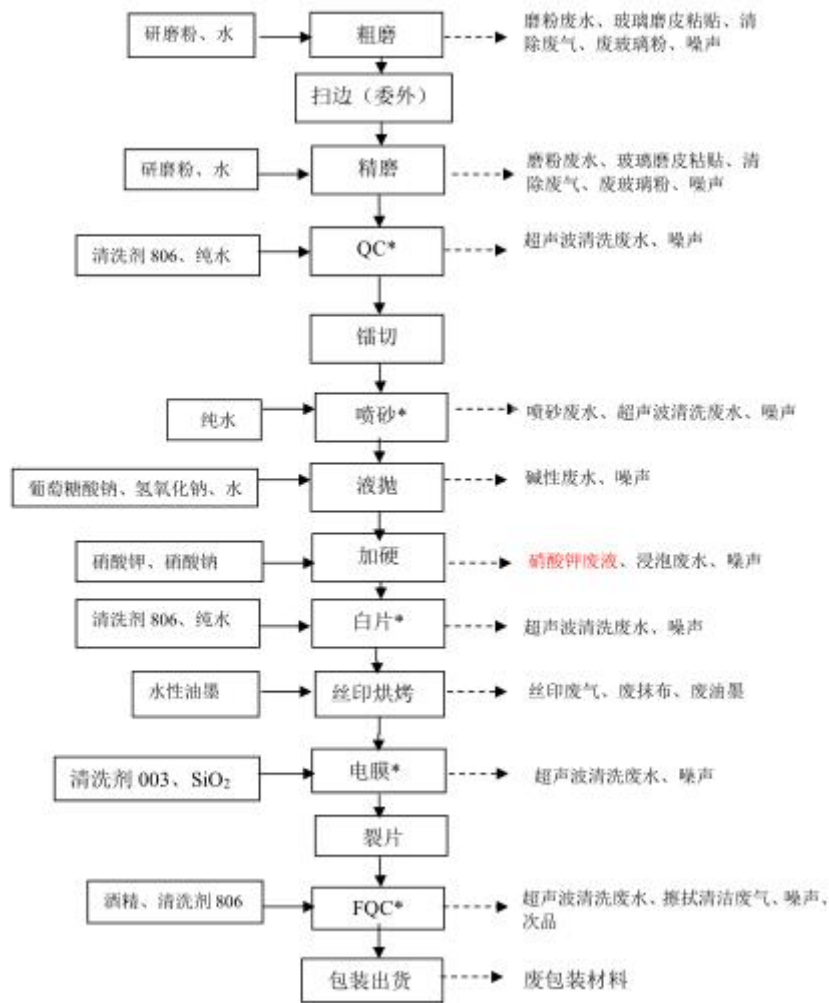 研磨粉、水
粗磨
磨粉废水、玻璃磨皮粘贴、清
除废气、废玻璃粉、噪声
扫边（委外）
研磨粉、水
精磨
磨粉废水、玻璃磨皮粘贴、清
除废气、废玻璃粉、噪声
清洗剂 806、纯水
QC*
超声波清洗废水、噪声
镭切
纯水
喷砂*
喷砂废水、超声波清洗废水、噪声
葡萄糖酸钠、氢氧化钠、水
液抛
碱性废水、噪声
硝酸钾、硝酸钠
加硬
硝酸钾废液、浸泡废水、噪声
清洗剂 806、纯水
白片*
超声波清洗废水、噪声
水性油墨
丝印烘烤
丝印废气、废抹布、废油墨
清洗剂 003、SiO₂
电膜*
超声波清洗废水、噪声
裂片
酒精、清洗剂 806
FQC*
超声波清洗废水、擦拭清洁废气、噪声、
次品
包装出货
废包装材料